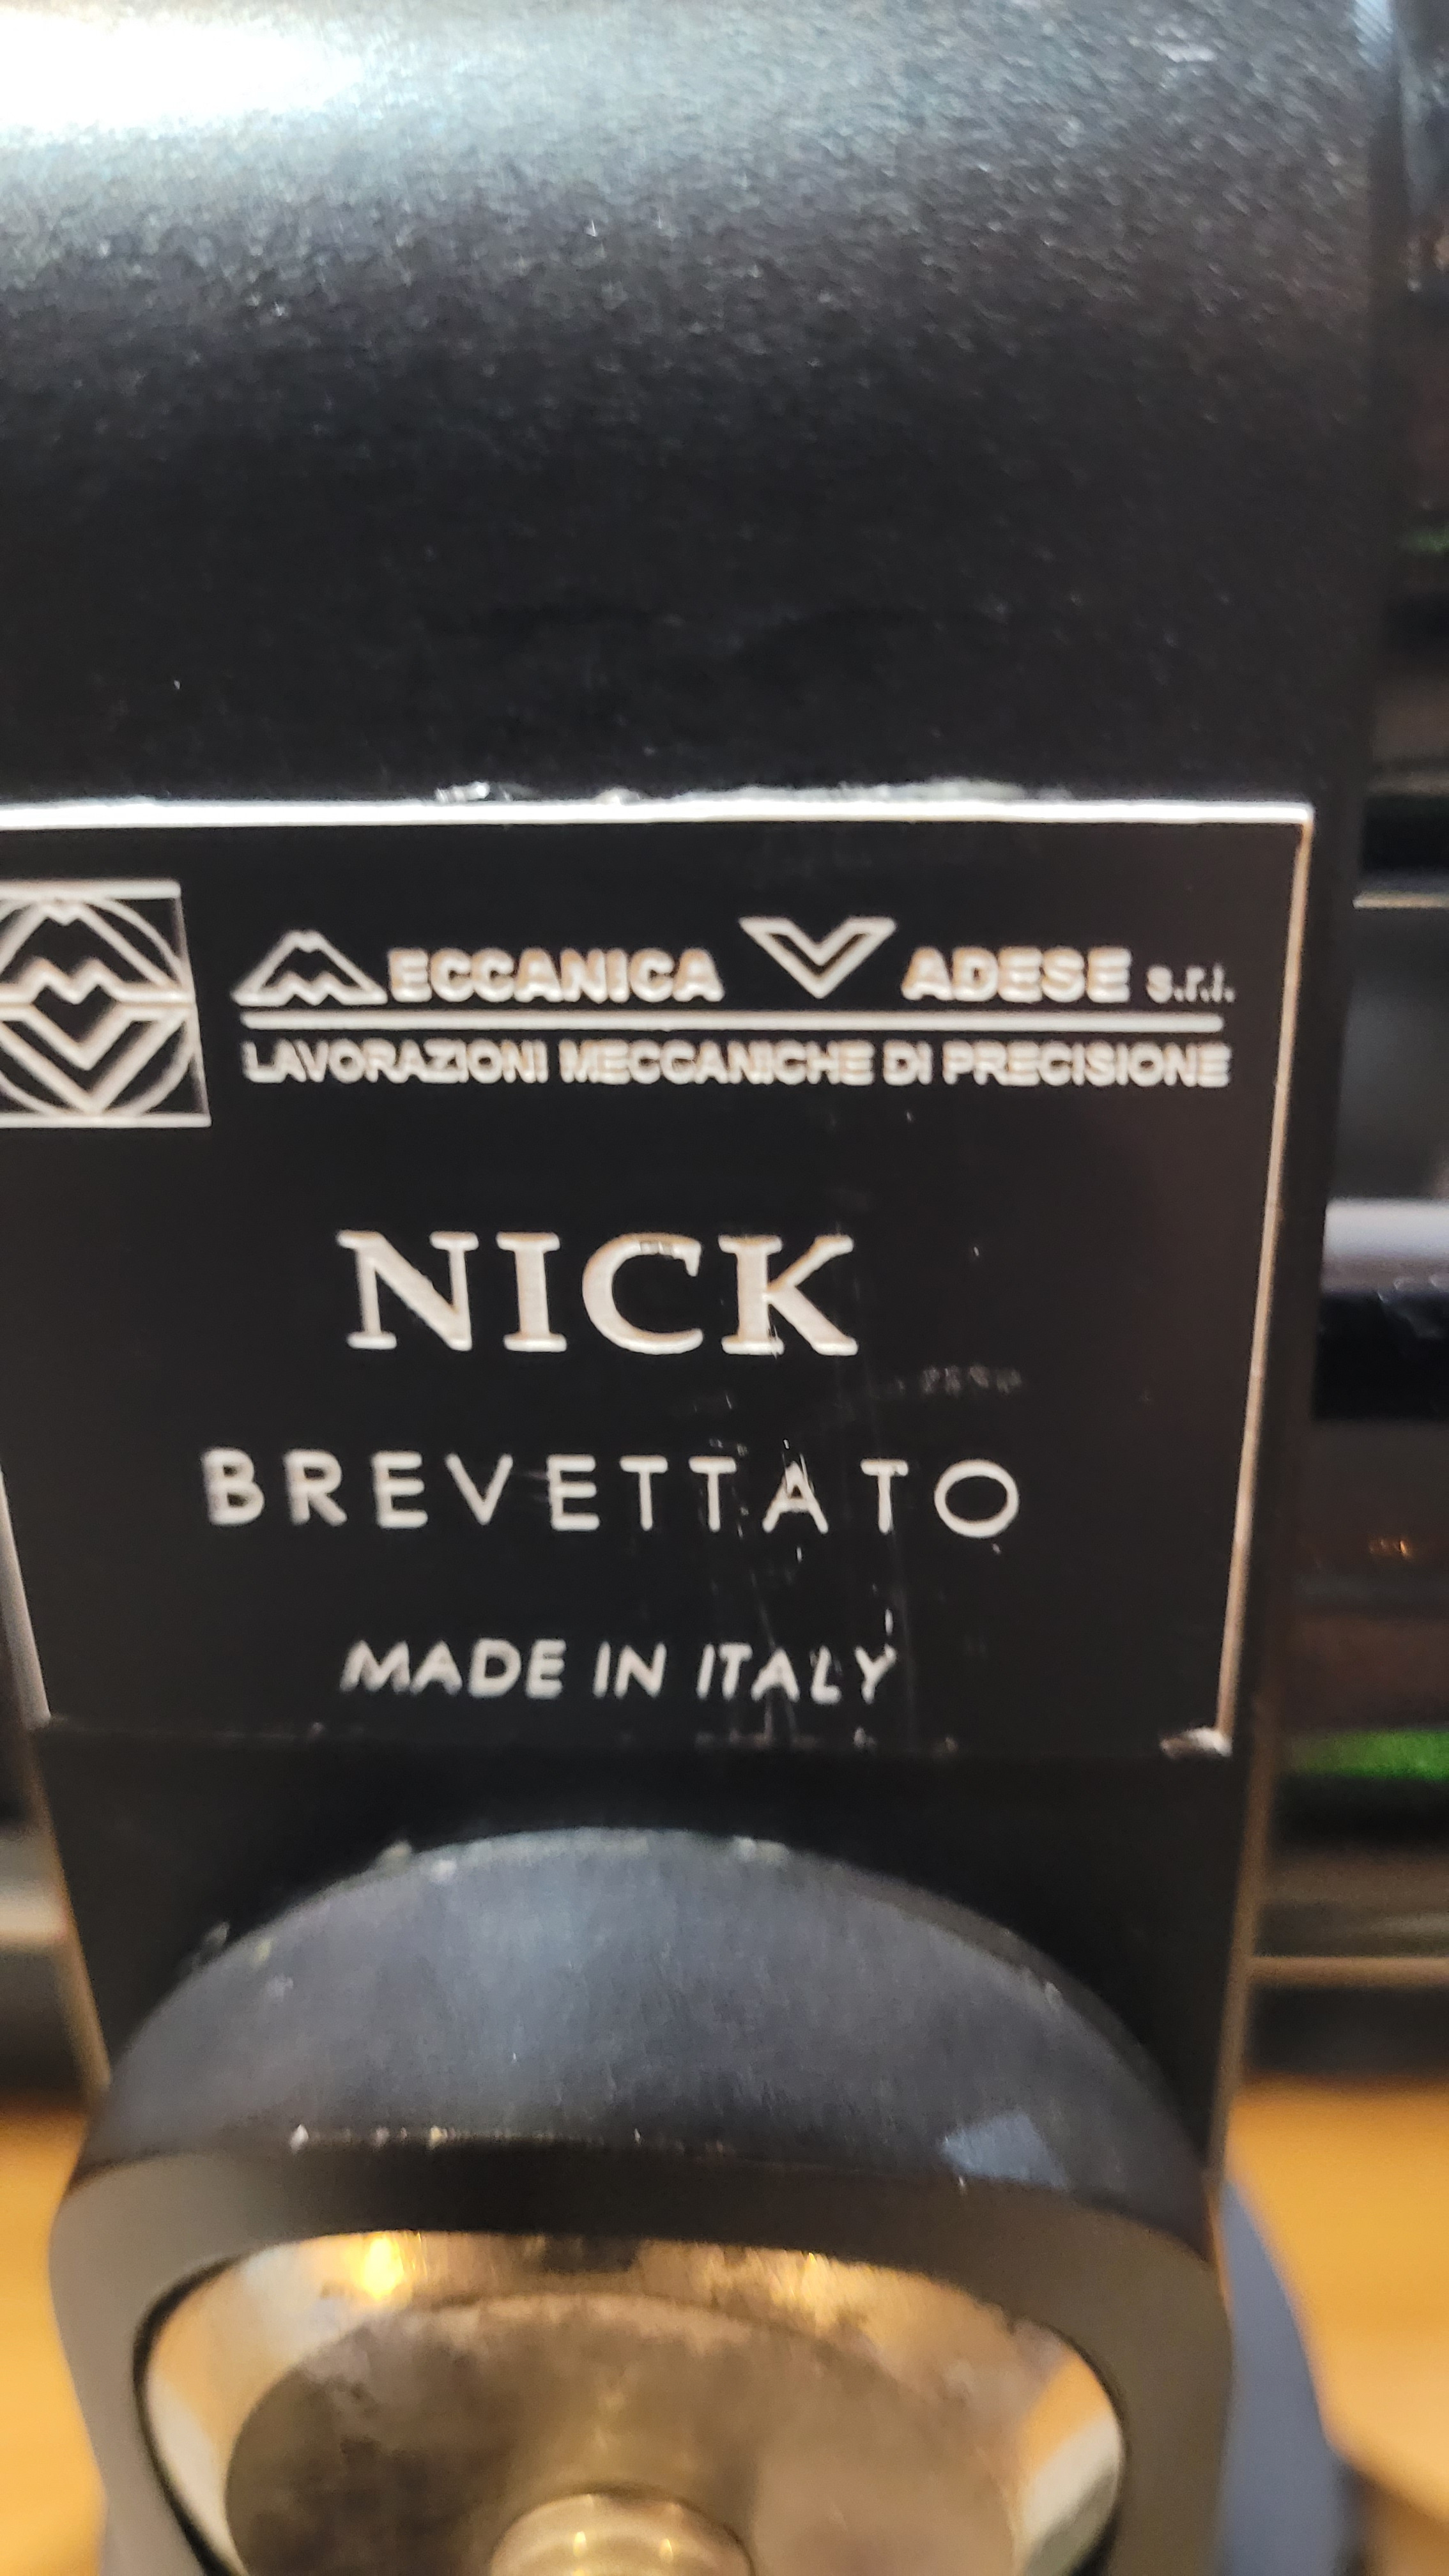 MECCANICA VADESE s.r.l.
LAVORAZIONI MECCANICHE DI PRECISIONE
NICK
BREVETTATO
MADE IN ITALY